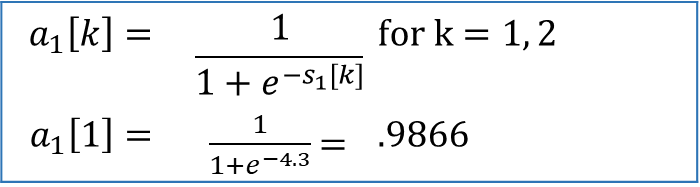 a₁[k] = 1 / (1 + e^(−s₁[k])) for k = 1, 2
a₁[1] = 1 / (1+e^(−4.3)) = .9866